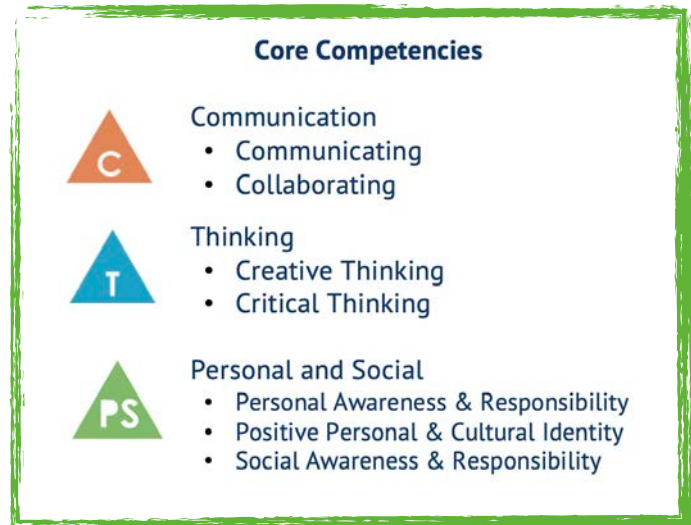 Core Competencies
C
Communication
• Communicating
• Collaborating
T
Thinking
• Creative Thinking
• Critical Thinking
PS
Personal and Social
• Personal Awareness & Responsibility
• Positive Personal & Cultural Identity
• Social Awareness & Responsibility